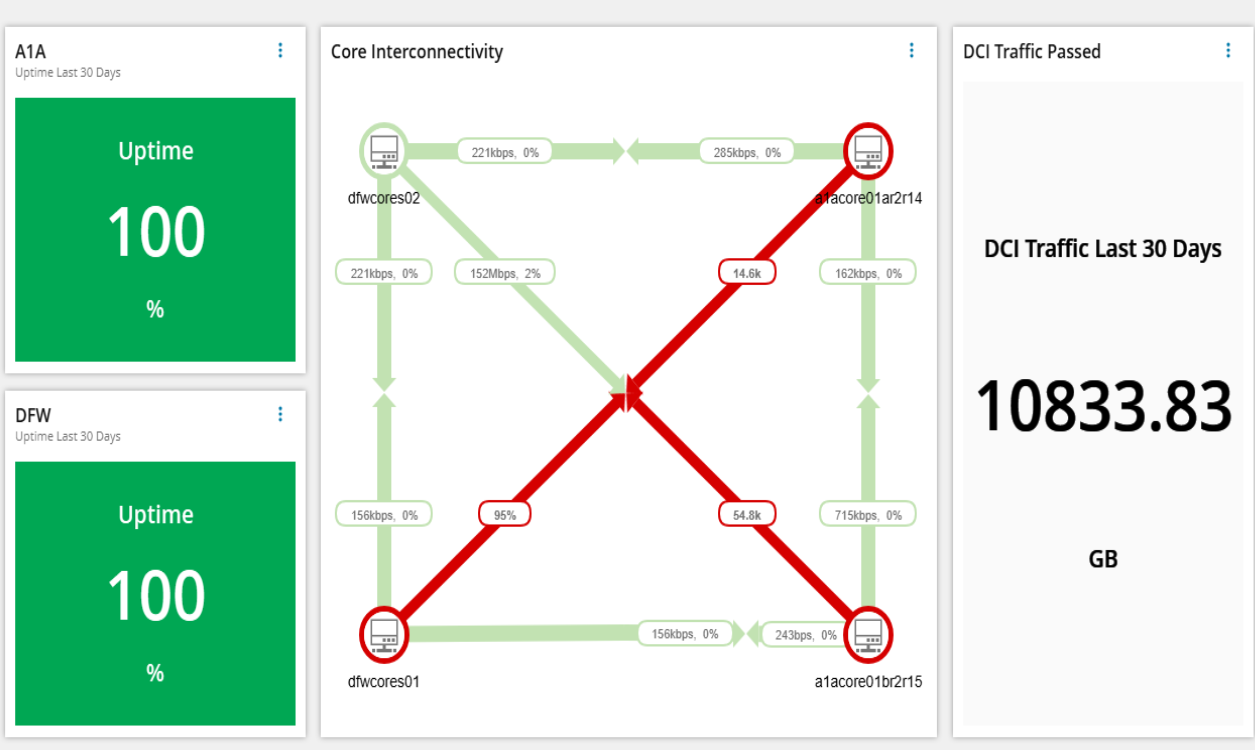 A1A
Uptime Last 30 Days
Uptime
100
%
DFW
Uptime Last 30 Days
Uptime
100
%
Core Interconnectivity
221kbps, 0%
285kbps, 0%
dfwcores02
a1acore01ar2r14
221kbps, 0%
152Mbps, 2%
14.6k
162kbps, 0%
156kbps, 0%
95%
54.8k
715kbps, 0%
156kbps, 0%
243bps, 0%
dfwcores01
a1acore01br2r15
DCI Traffic Passed
DCI Traffic Last 30 Days
10833.83
GB